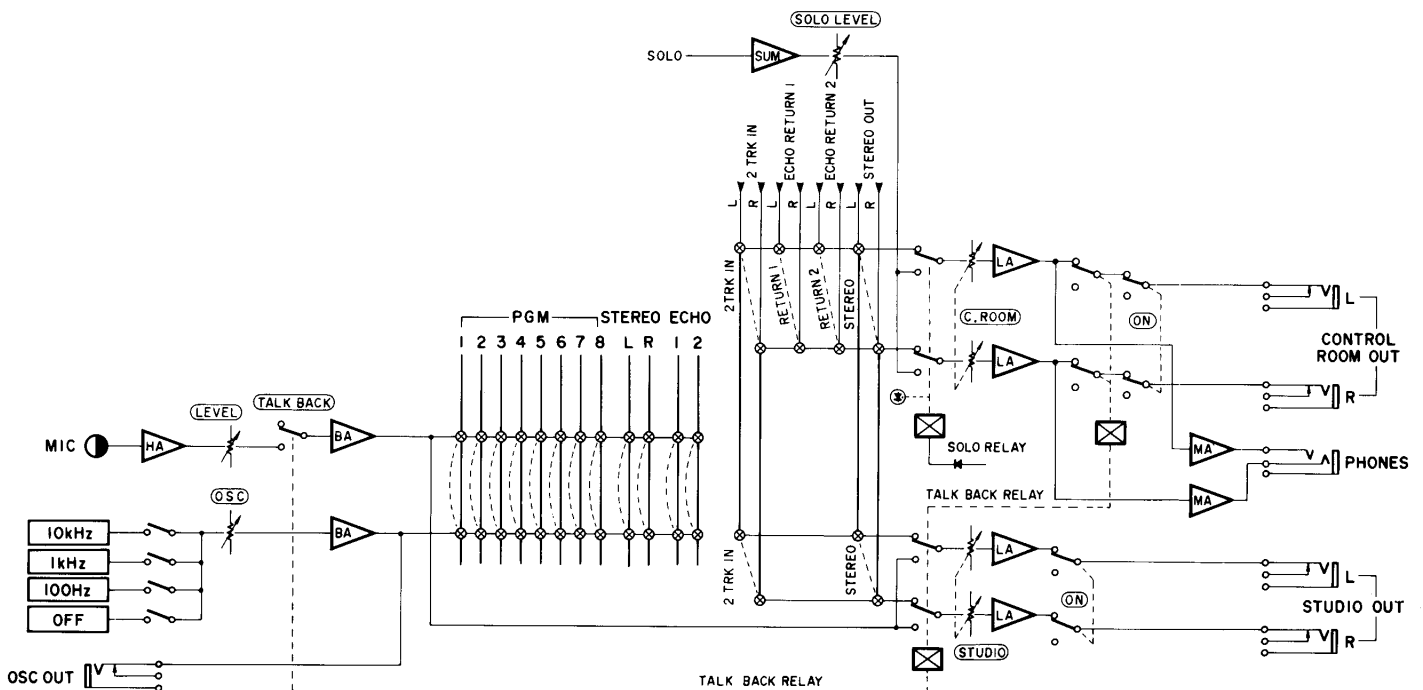 SOLO LEVEL
SOLO
SUM
2 TRK IN
ECHO RETURN 1
ECHO RETURN 2
STEREO OUT
L R L R L R L R
2TRK IN
RETURN 1
RETURN 2
STEREO
LA
C.ROOM
ON
L
CONTROL
ROOM OUT
LA
R
PGM STEREO ECHO
1 2 3 4 5 6 7 8 L R 1 2
MIC
HA
LEVEL
TALK BACK
BA
SOLO RELAY
MA
PHONES
MA
TALK BACK RELAY
OSC
BA
10kHz
1kHz
100Hz
OFF
OSC OUT
2 TRK IN
STEREO
LA
L
STUDIO OUT
ON
LA
R
STUDIO
TALK BACK RELAY